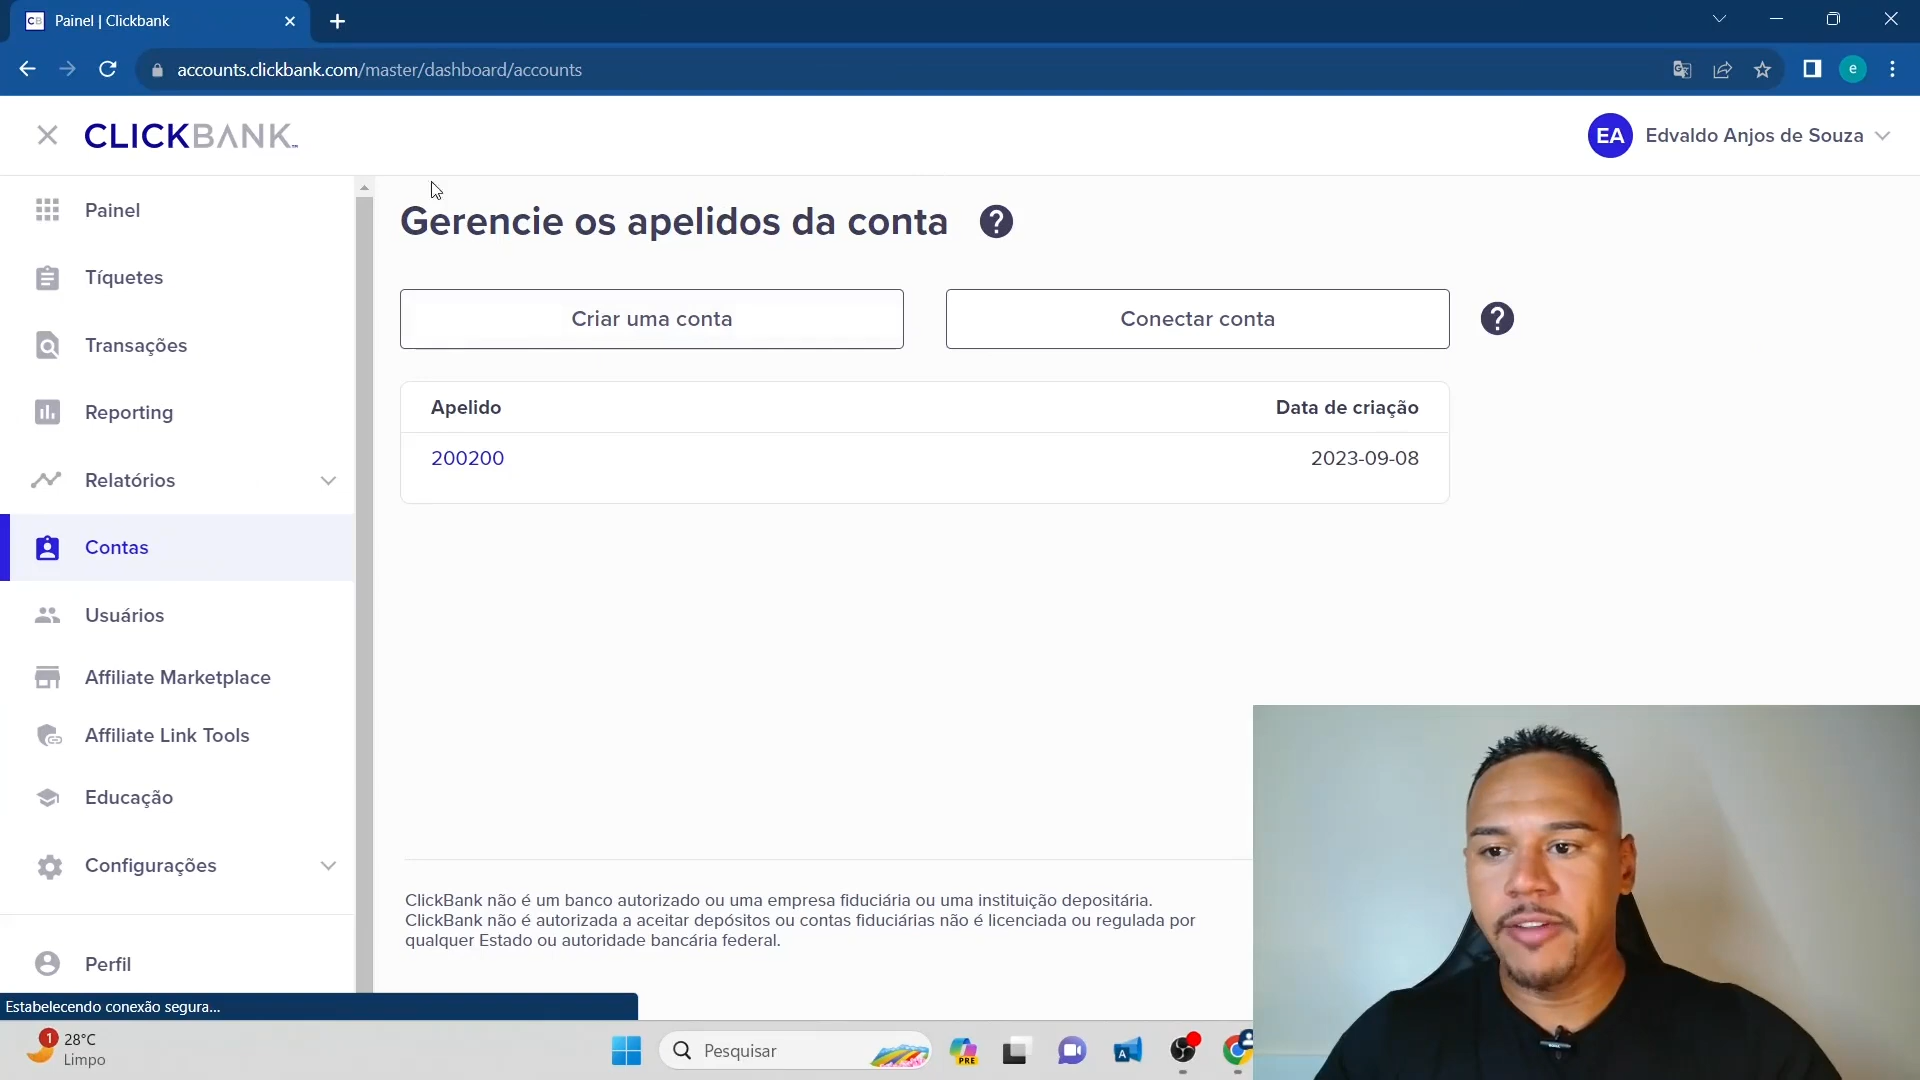 Painel | Clickbank
accounts.clickbank.com/master/dashboard/accounts
e
CLICKBANK
EA
Edvaldo Anjos de Souza
Painel
Tíquetes
Transações
Reporting
Relatórios
Contas
Usuários
Affiliate Marketplace
Affiliate Link Tools
Educação
Configurações
Perfil
Gerencie os apelidos da conta
?
Criar uma conta
Conectar conta
?
Apelido
Data de criação
200200
2023-09-08
ClickBank não é um banco autorizado ou uma empresa fiduciária ou uma instituição depositária.
ClickBank não é autorizada a aceitar depósitos ou contas fiduciárias não é licenciada ou regulada por
qualquer Estado ou autoridade bancária federal.
Estabelecendo conexão segura...
1
28°C
Limpo
Pesquisar
PRE
A